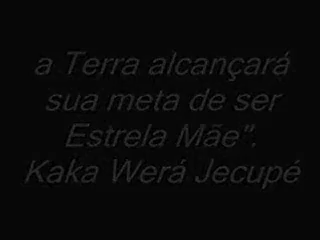 a Terra alcançará
sua meta de ser
Estrela Mãe".
Kaka Werá Jecupé